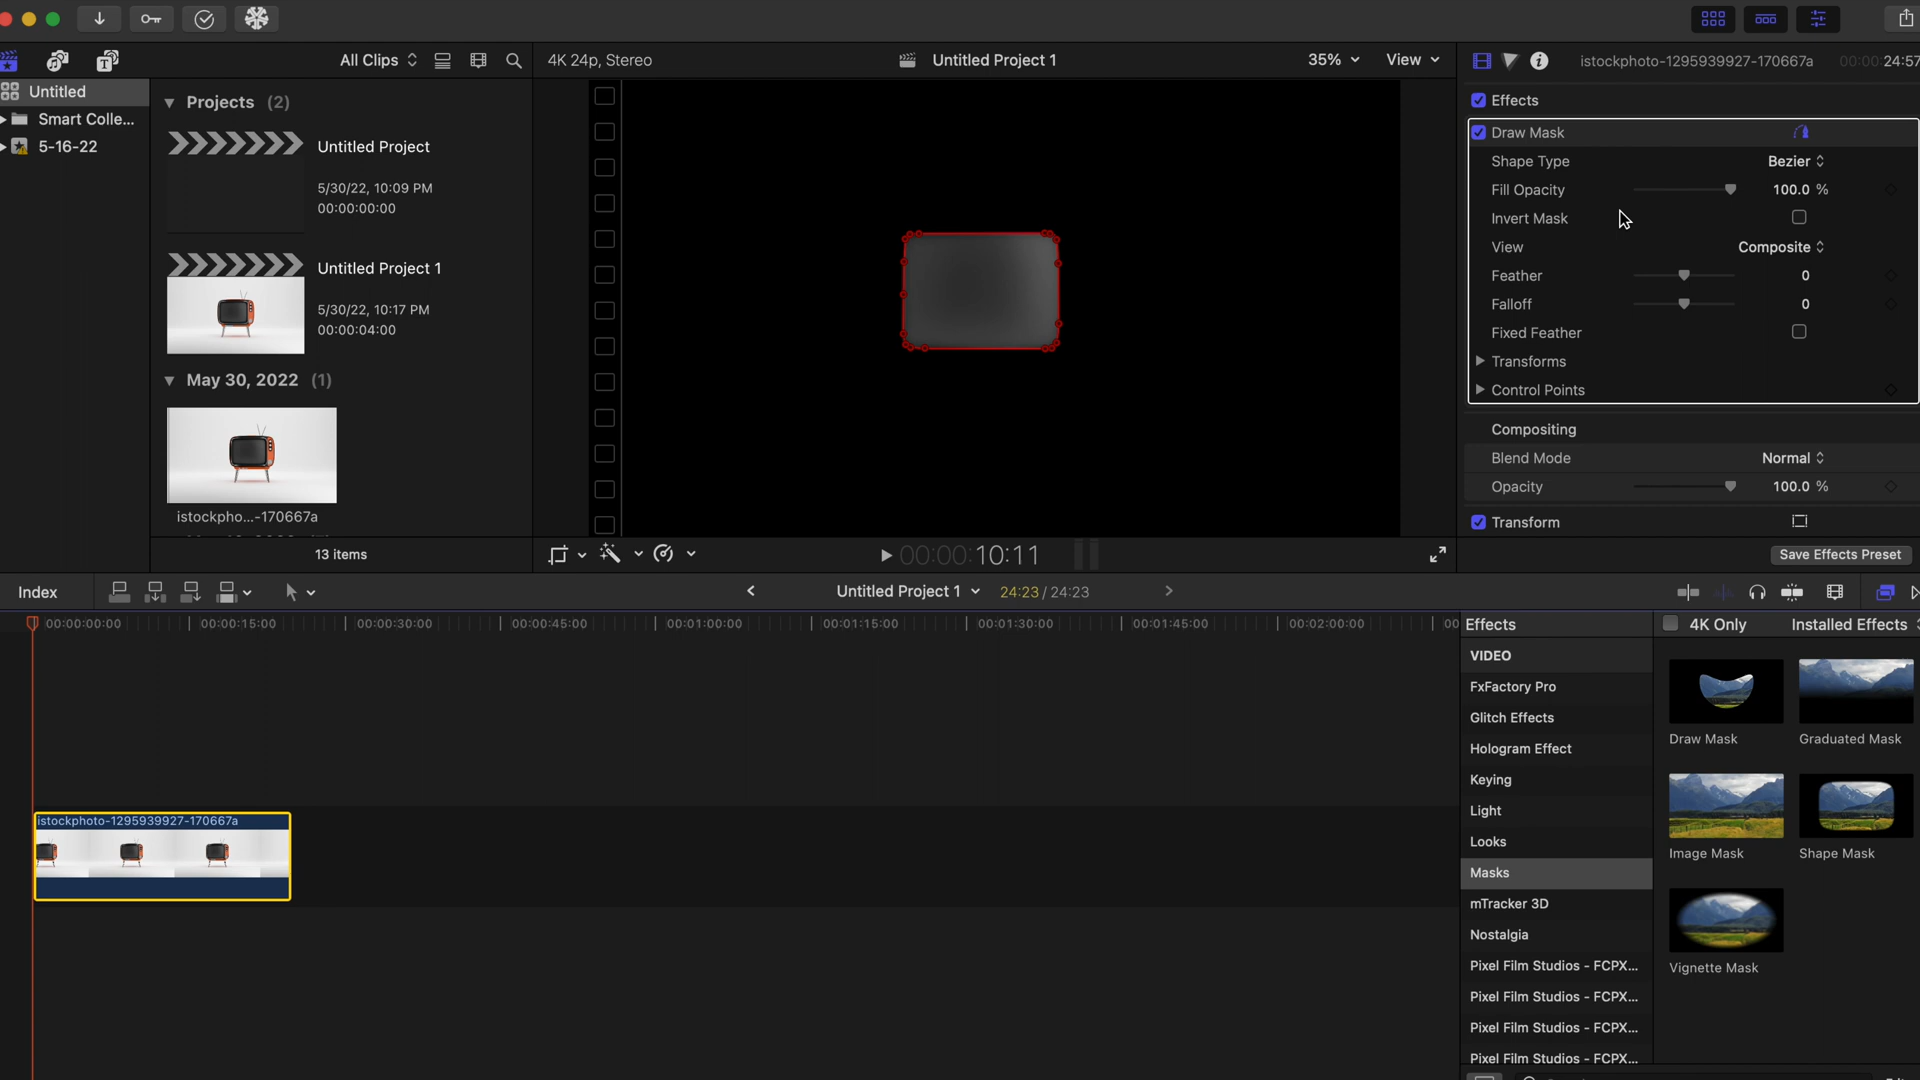 All Clips
4K 24p, Stereo
Untitled Project 1
35%
View
istockphoto-1295939927-170667a
00:00:24:57
Untitled
Smart Colle...
5-16-22
Projects (2)
Untitled Project
5/30/22, 10:09 PM
00:00:00:00
Untitled Project 1
5/30/22, 10:17 PM
00:00:04:00
May 30, 2022 (1)
istockpho...-170667a
13 items
00:00:10:11
Effects
Draw Mask
Shape Type Bezier
Fill Opacity 100.0 %
Invert Mask
View Composite
Feather 0
Falloff 0
Fixed Feather
Transforms
Control Points
Compositing
Blend Mode Normal
Opacity 100.0 %
Transform
Save Effects Preset
Index
Untitled Project 1
24:23 / 24:23
00:00:00:00
00:00:15:00
00:00:30:00
00:00:45:00
00:01:00:00
00:01:15:00
00:01:30:00
00:01:45:00
00:02:00:00
00
istockphoto-1295939927-170667a
Effects
4K Only
Installed Effects
VIDEO
FxFactory Pro
Glitch Effects
Hologram Effect
Keying
Light
Looks
Masks
mTracker 3D
Nostalgia
Pixel Film Studios - FCPX...
Pixel Film Studios - FCPX...
Pixel Film Studios - FCPX...
Pixel Film Studios - FCPX...
Draw Mask
Graduated Mask
Image Mask
Shape Mask
Vignette Mask